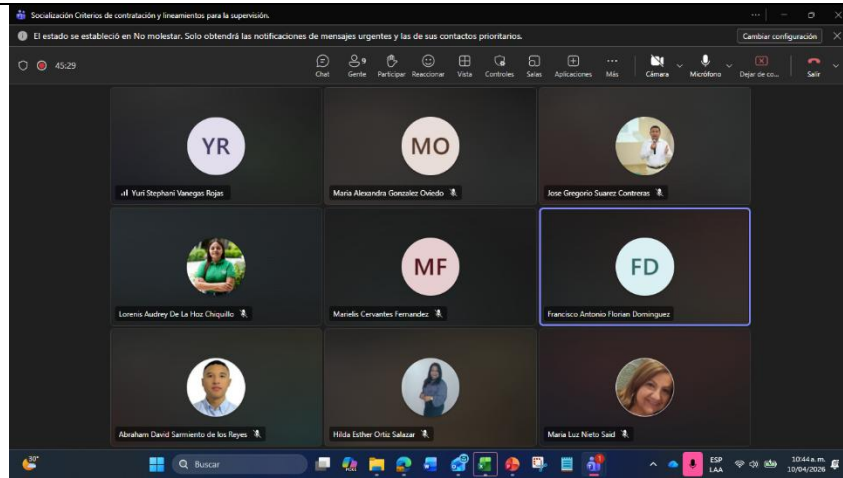 Socialización Criterios de contratación y lineamientos para la supervisión.
El estado se estableció en No molestar. Solo obtendrá las notificaciones de mensajes urgentes y las de sus contactos prioritarios.
Cambiar configuración
45:29
9
Chat Gente Participar Reaccionar Vista Controles Salas Aplicaciones Más Cámara Micrófono Dejar de co... Salir
YR
MO
Yuri Stephani Vanegas Rojas
Maria Alexandra Gonzalez Oviedo
Jose Gregorio Suarez Contreras
MF
FD
Lorenis Audrey De La Hoz Chiquillo
Marielis Cervantes Fernandez
Francisco Antonio Florian Dominguez
Abraham David Sarmiento de los Reyes
Hilda Esther Ortiz Salazar
Maria Luz Nieto Said
30°
Buscar
ESP
LAA
10:44 a. m.
10/04/2026